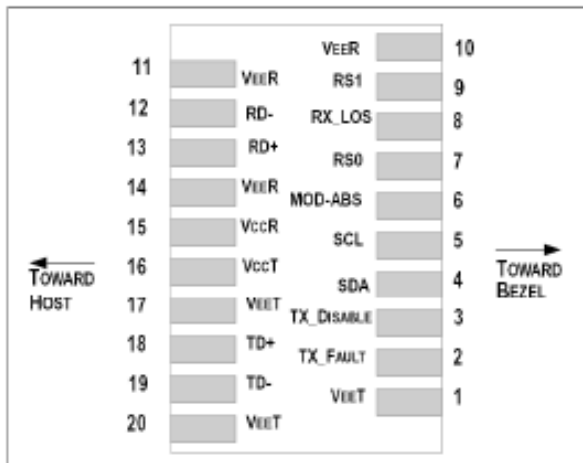 VEER 10
11 VEER
RS1 9
12 RD-
RX_LOS 8
13 RD+
RS0 7
14 VEER
MOD-ABS 6
15 VCCR
SCL 5
16 VCCT
TOWARD HOST
TOWARD BEZEL
SDA 4
17 VEET
TX_DISABLE 3
18 TD+
TX_FAULT 2
19 TD-
VEET 1
20 VEET